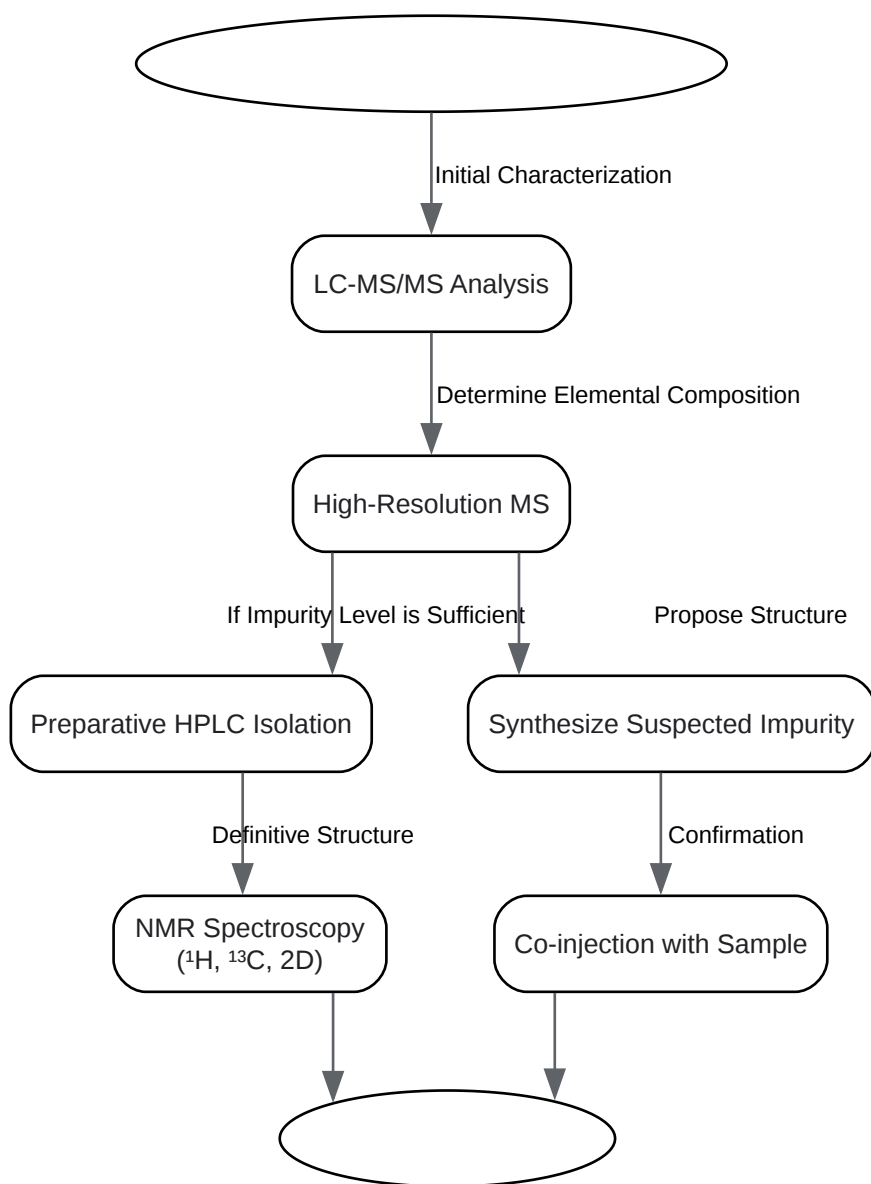 Initial Characterization
LC-MS/MS Analysis
Determine Elemental Composition
High-Resolution MS
If Impurity Level is Sufficient
Propose Structure
Preparative HPLC Isolation
Synthesize Suspected Impurity
Definitive Structure
Confirmation
NMR Spectroscopy
(¹H, ¹³C, 2D)
Co-injection with Sample